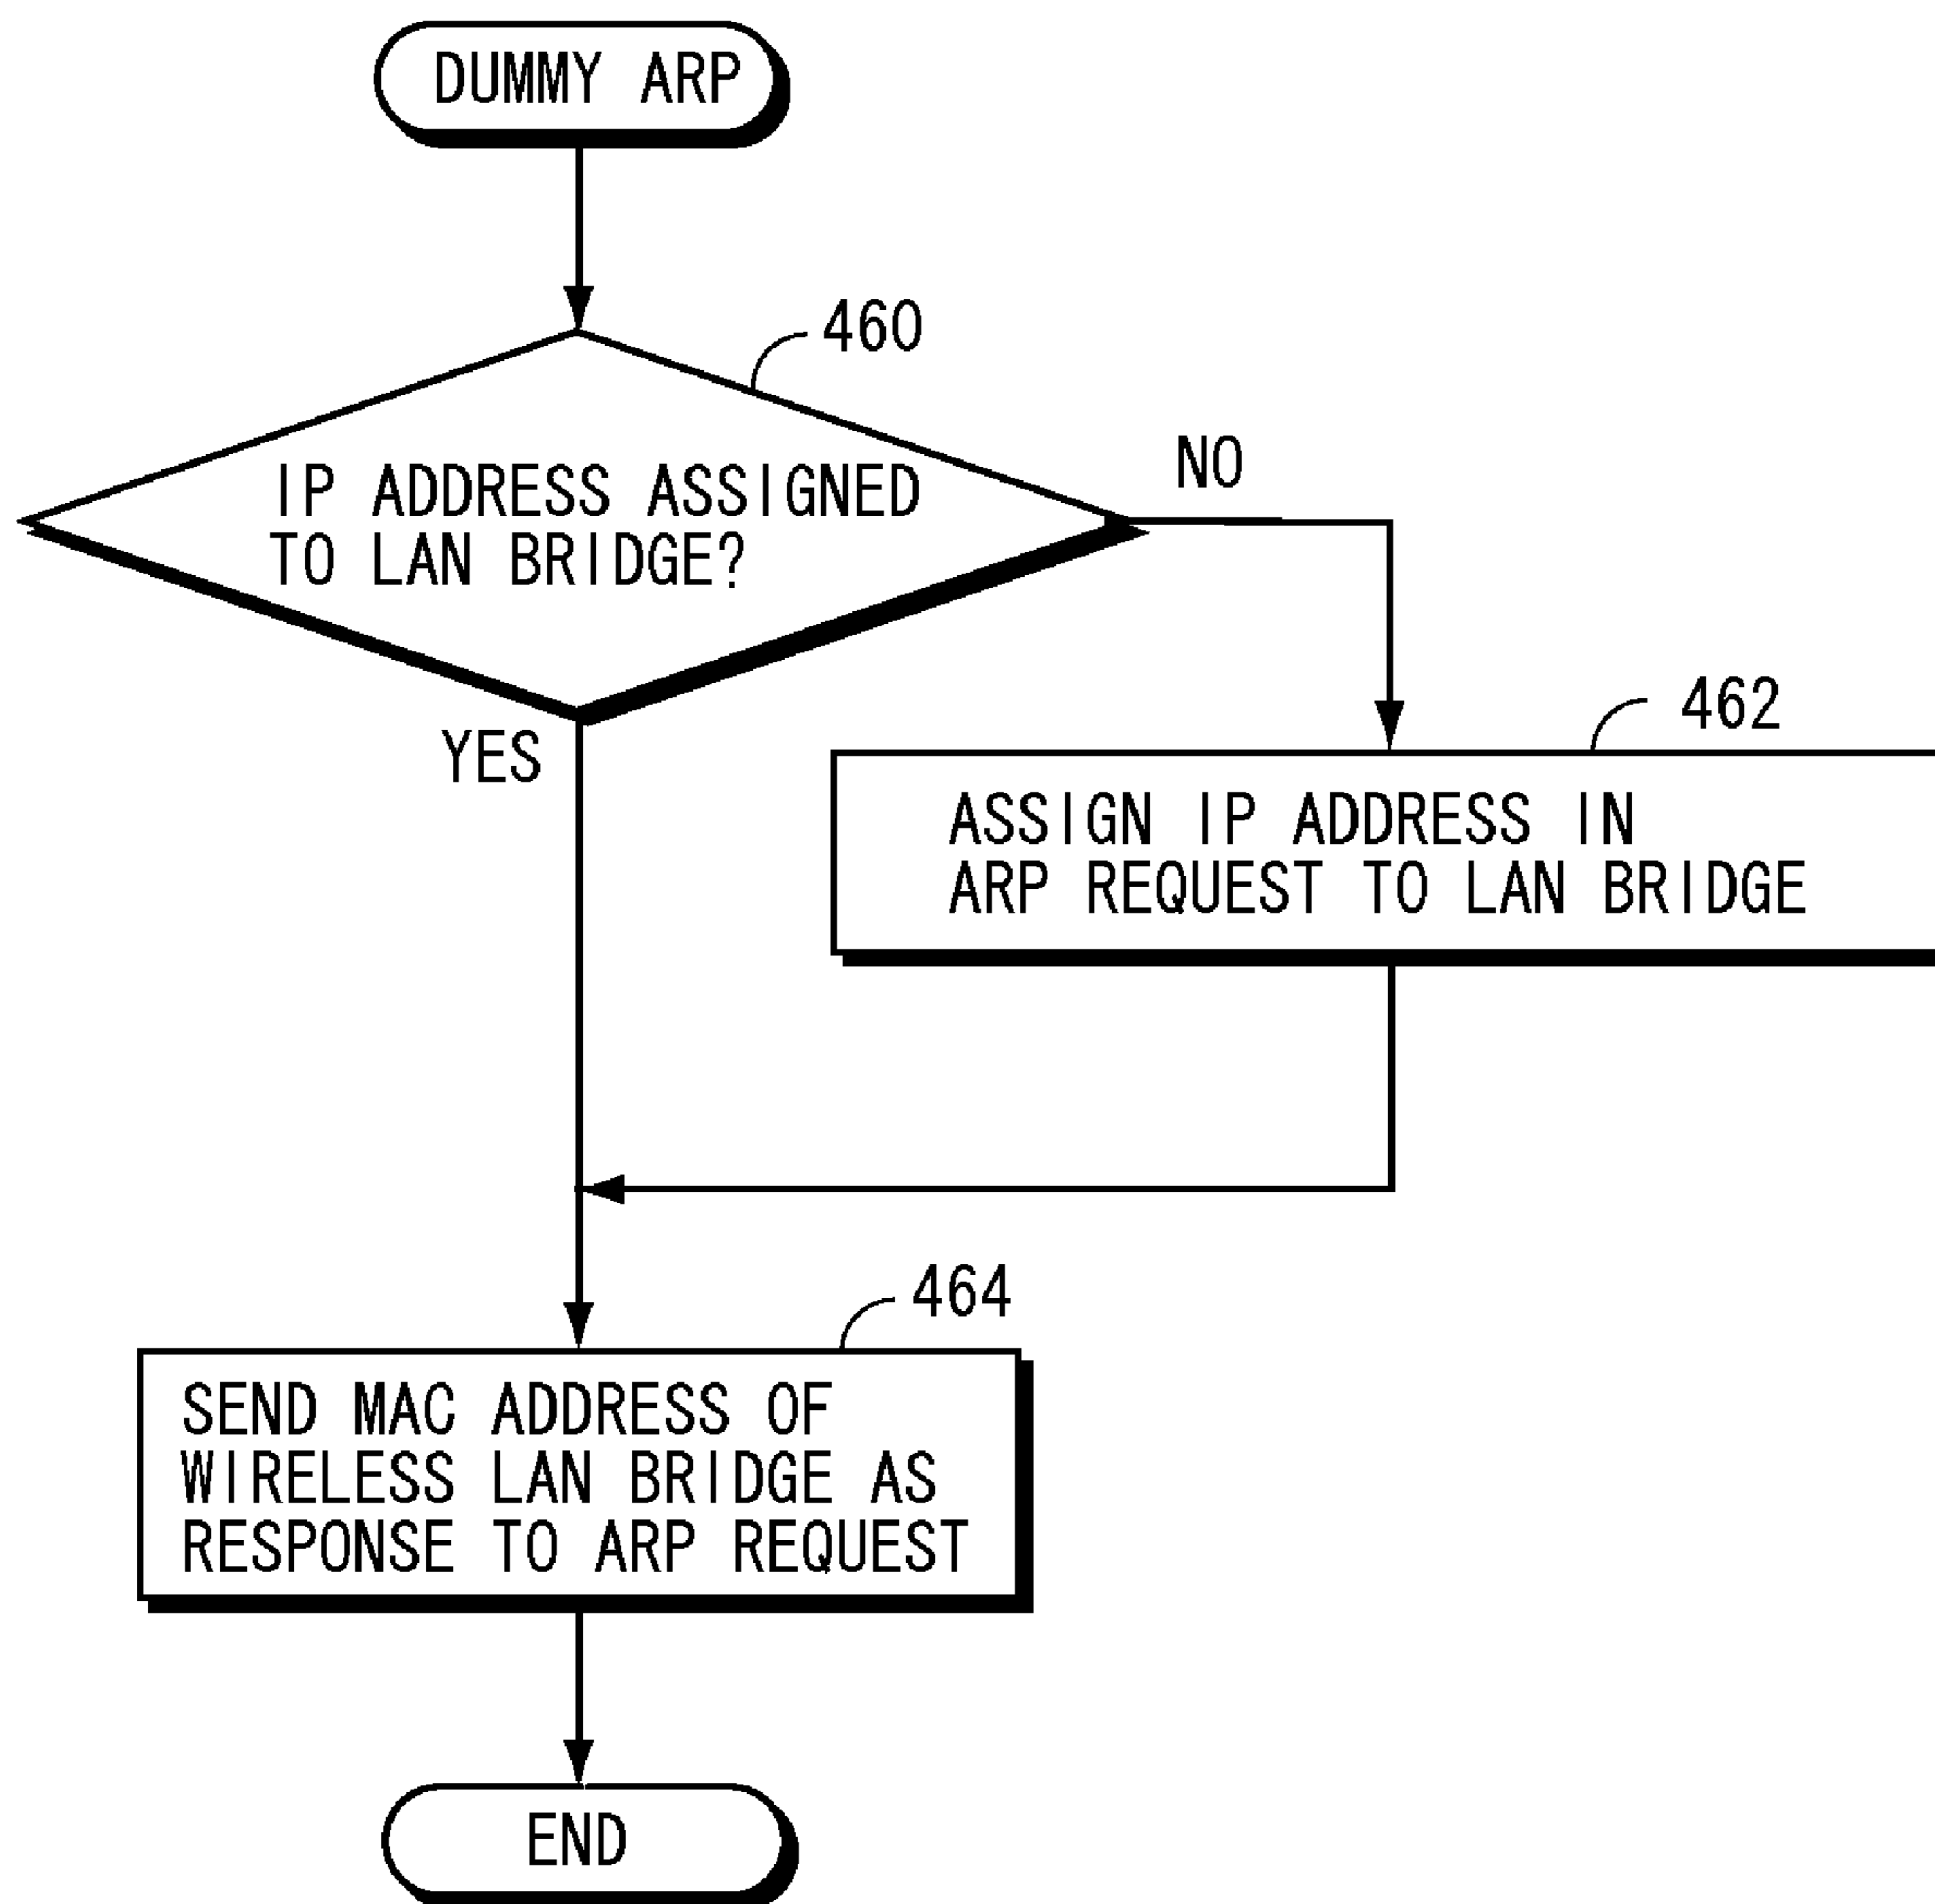 DUMMY ARP
460
IP ADDRESS ASSIGNED
TO LAN BRIDGE?
NO
YES
462
ASSIGN IP ADDRESS IN
ARP REQUEST TO LAN BRIDGE
464
SEND MAC ADDRESS OF
WIRELESS LAN BRIDGE AS
RESPONSE TO ARP REQUEST
END